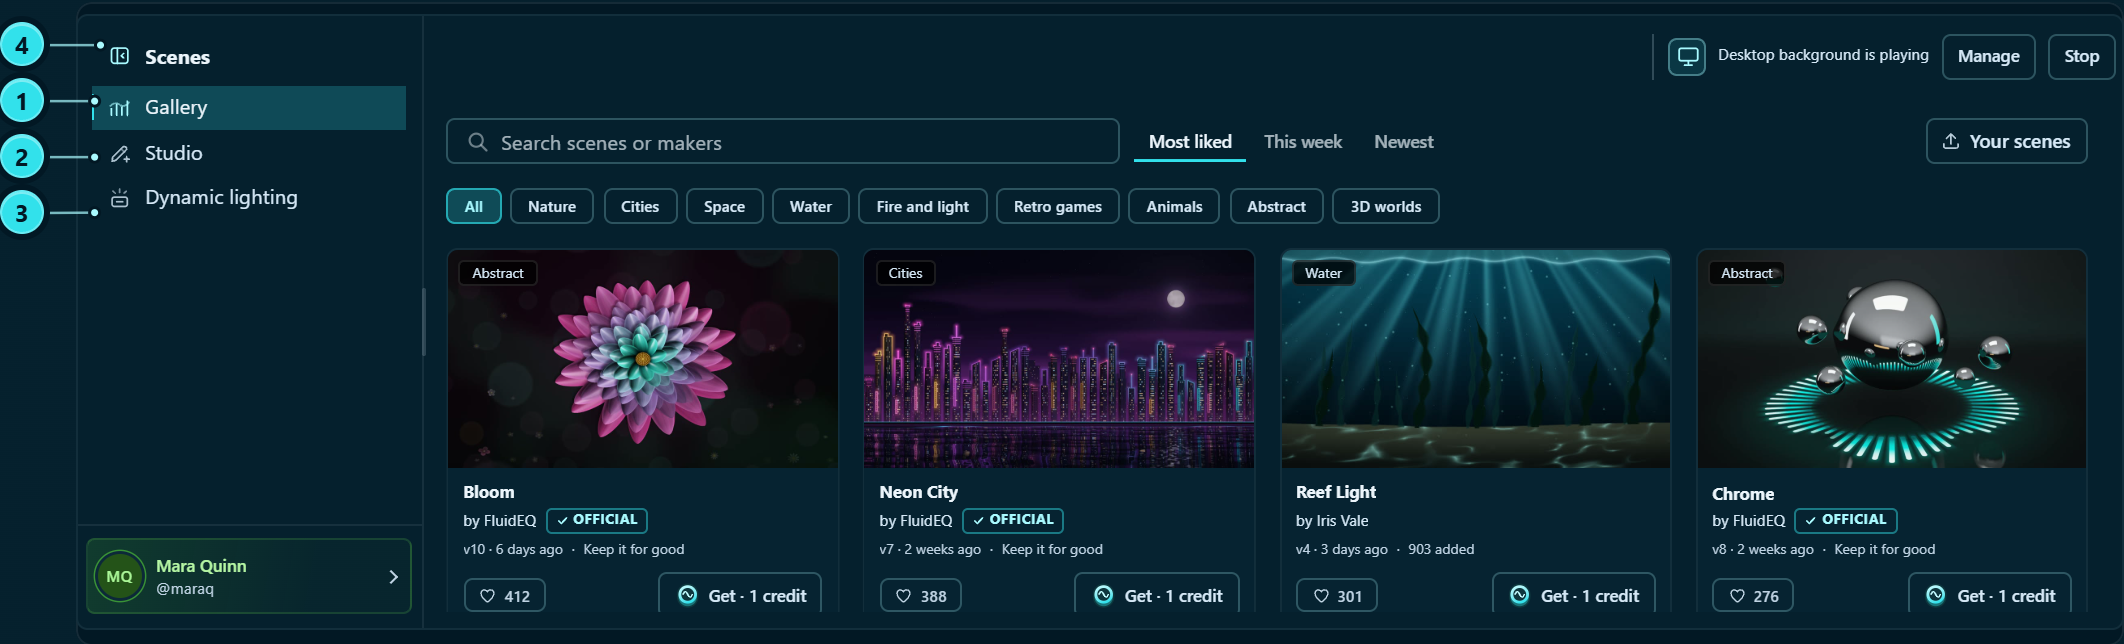 4
Scenes
1
Gallery
2
Studio
3
Dynamic lighting
MQ
Mara Quinn
@maraq
Desktop background is playing
Manage
Stop
Search scenes or makers
Most liked
This week
Newest
Your scenes
All
Nature
Cities
Space
Water
Fire and light
Retro games
Animals
Abstract
3D worlds
Abstract
Bloom
by FluidEQ
OFFICIAL
v10 · 6 days ago · Keep it for good
412
Get · 1 credit
Cities
Neon City
by FluidEQ
OFFICIAL
v7 · 2 weeks ago · Keep it for good
388
Get · 1 credit
Water
Reef Light
by Iris Vale
v4 · 3 days ago · 903 added
301
Get · 1 credit
Abstract
Chrome
by FluidEQ
OFFICIAL
v8 · 2 weeks ago · Keep it for good
276
Get · 1 credit